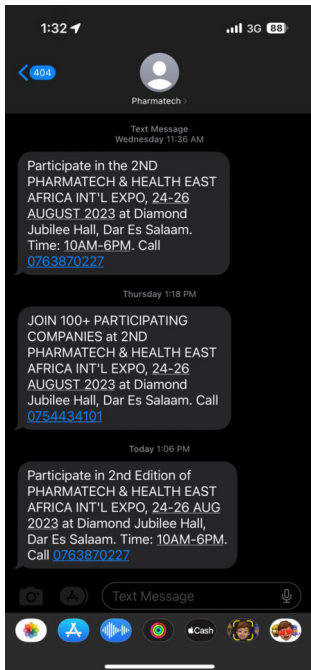 1:32
3G 88
404
Pharmatech
Text Message
Wednesday 11:36 AM
Participate in the 2ND
PHARMATECH & HEALTH EAST
AFRICA INT'L EXPO, 24-26
AUGUST 2023 at Diamond
Jubilee Hall, Dar Es Salaam.
Time: 10AM-6PM. Call
0763870227
Thursday 1:18 PM
JOIN 100+ PARTICIPATING
COMPANIES at 2ND
PHARMATECH & HEALTH EAST
AFRICA INT'L EXPO, 24-26
AUGUST 2023 at Diamond
Jubilee Hall, Dar Es Salaam. Call
0754434101
Today 1:06 PM
Participate in 2nd Edition of
PHARMATECH & HEALTH EAST
AFRICA INT'L EXPO, 24-26 AUG
2023 at Diamond Jubilee Hall,
Dar Es Salaam. Time: 10AM-6PM.
Call 0763870227
Text Message
Cash